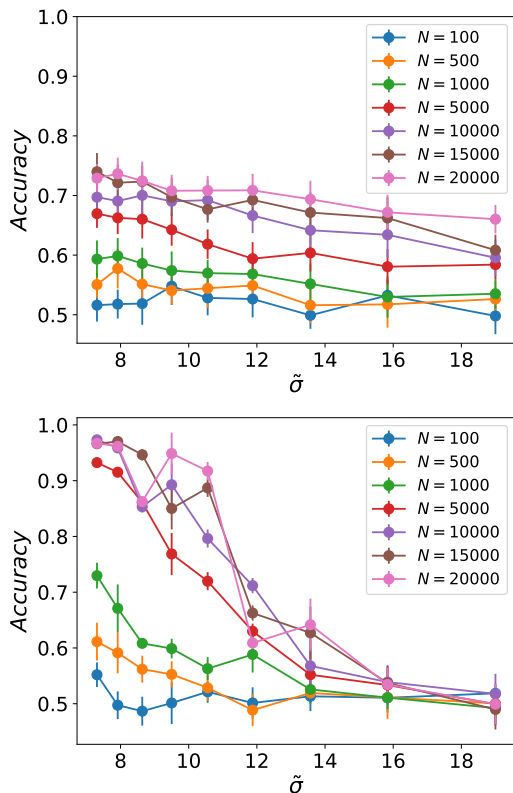 1.0
0.9
0.8
0.7
0.6
0.5
Accuracy
8
10
12
14
16
18
σ̃
N = 100
N = 500
N = 1000
N = 5000
N = 10000
N = 15000
N = 20000
1.0
0.9
0.8
0.7
0.6
0.5
Accuracy
8
10
12
14
16
18
σ̃
N = 100
N = 500
N = 1000
N = 5000
N = 10000
N = 15000
N = 20000